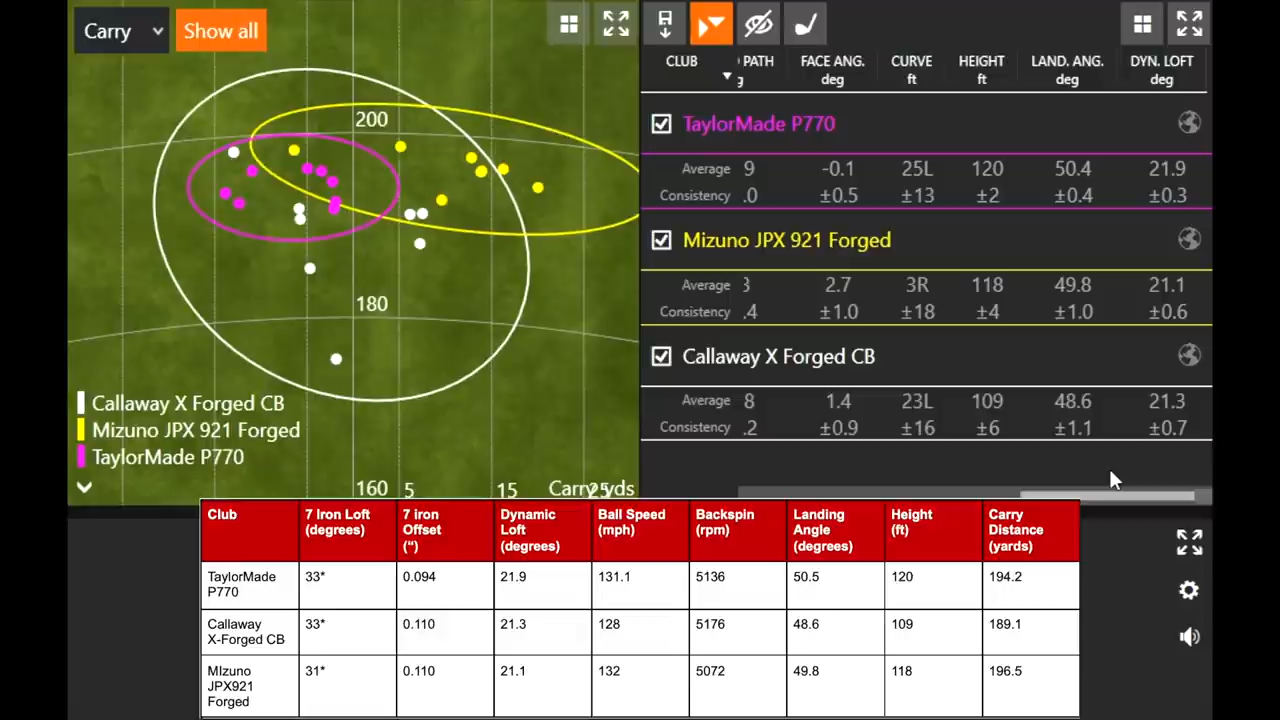 Carry
Show all
200
180
160
5
15
25
Carry yds
Callaway X Forged CB
Mizuno JPX 921 Forged
TaylorMade P770
CLUB PATH FACE ANG. CURVE HEIGHT LAND. ANG. DYN. LOFT
g deg ft ft deg deg
TaylorMade P770
Average 9 -0.1 25L 120 50.4 21.9
Consistency .0 ±0.5 ±13 ±2 ±0.4 ±0.3
Mizuno JPX 921 Forged
Average 3 2.7 3R 118 49.8 21.1
Consistency .4 ±1.0 ±18 ±4 ±1.0 ±0.6
Callaway X Forged CB
Average 8 1.4 23L 109 48.6 21.3
Consistency .2 ±0.9 ±16 ±6 ±1.1 ±0.7
Club 7 Iron Loft (degrees) 7 iron Offset (“) Dynamic Loft (degrees) Ball Speed (mph) Backspin (rpm) Landing Angle (degrees) Height (ft) Carry Distance (yards)
TaylorMade P770 33* 0.094 21.9 131.1 5136 50.5 120 194.2
Callaway X-Forged CB 33* 0.110 21.3 128 5176 48.6 109 189.1
MIzuno JPX921 Forged 31* 0.110 21.1 132 5072 49.8 118 196.5